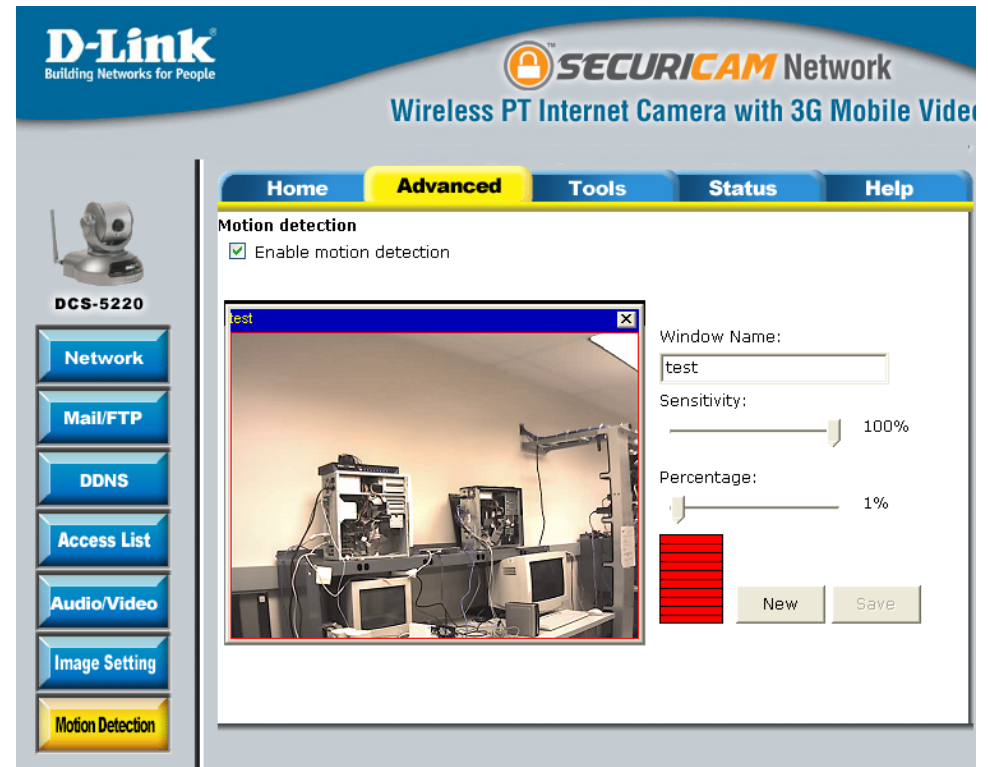 D-Link®
Building Networks for People
SECURICAM™ Network
Wireless PT Internet Camera with 3G Mobile Video
Home
Advanced
Tools
Status
Help
DCS-5220
Network
Mail/FTP
DDNS
Access List
Audio/Video
Image Setting
Motion Detection
Motion detection
Enable motion detection
test
Window Name:
test
Sensitivity:
100%
Percentage:
1%
New
Save